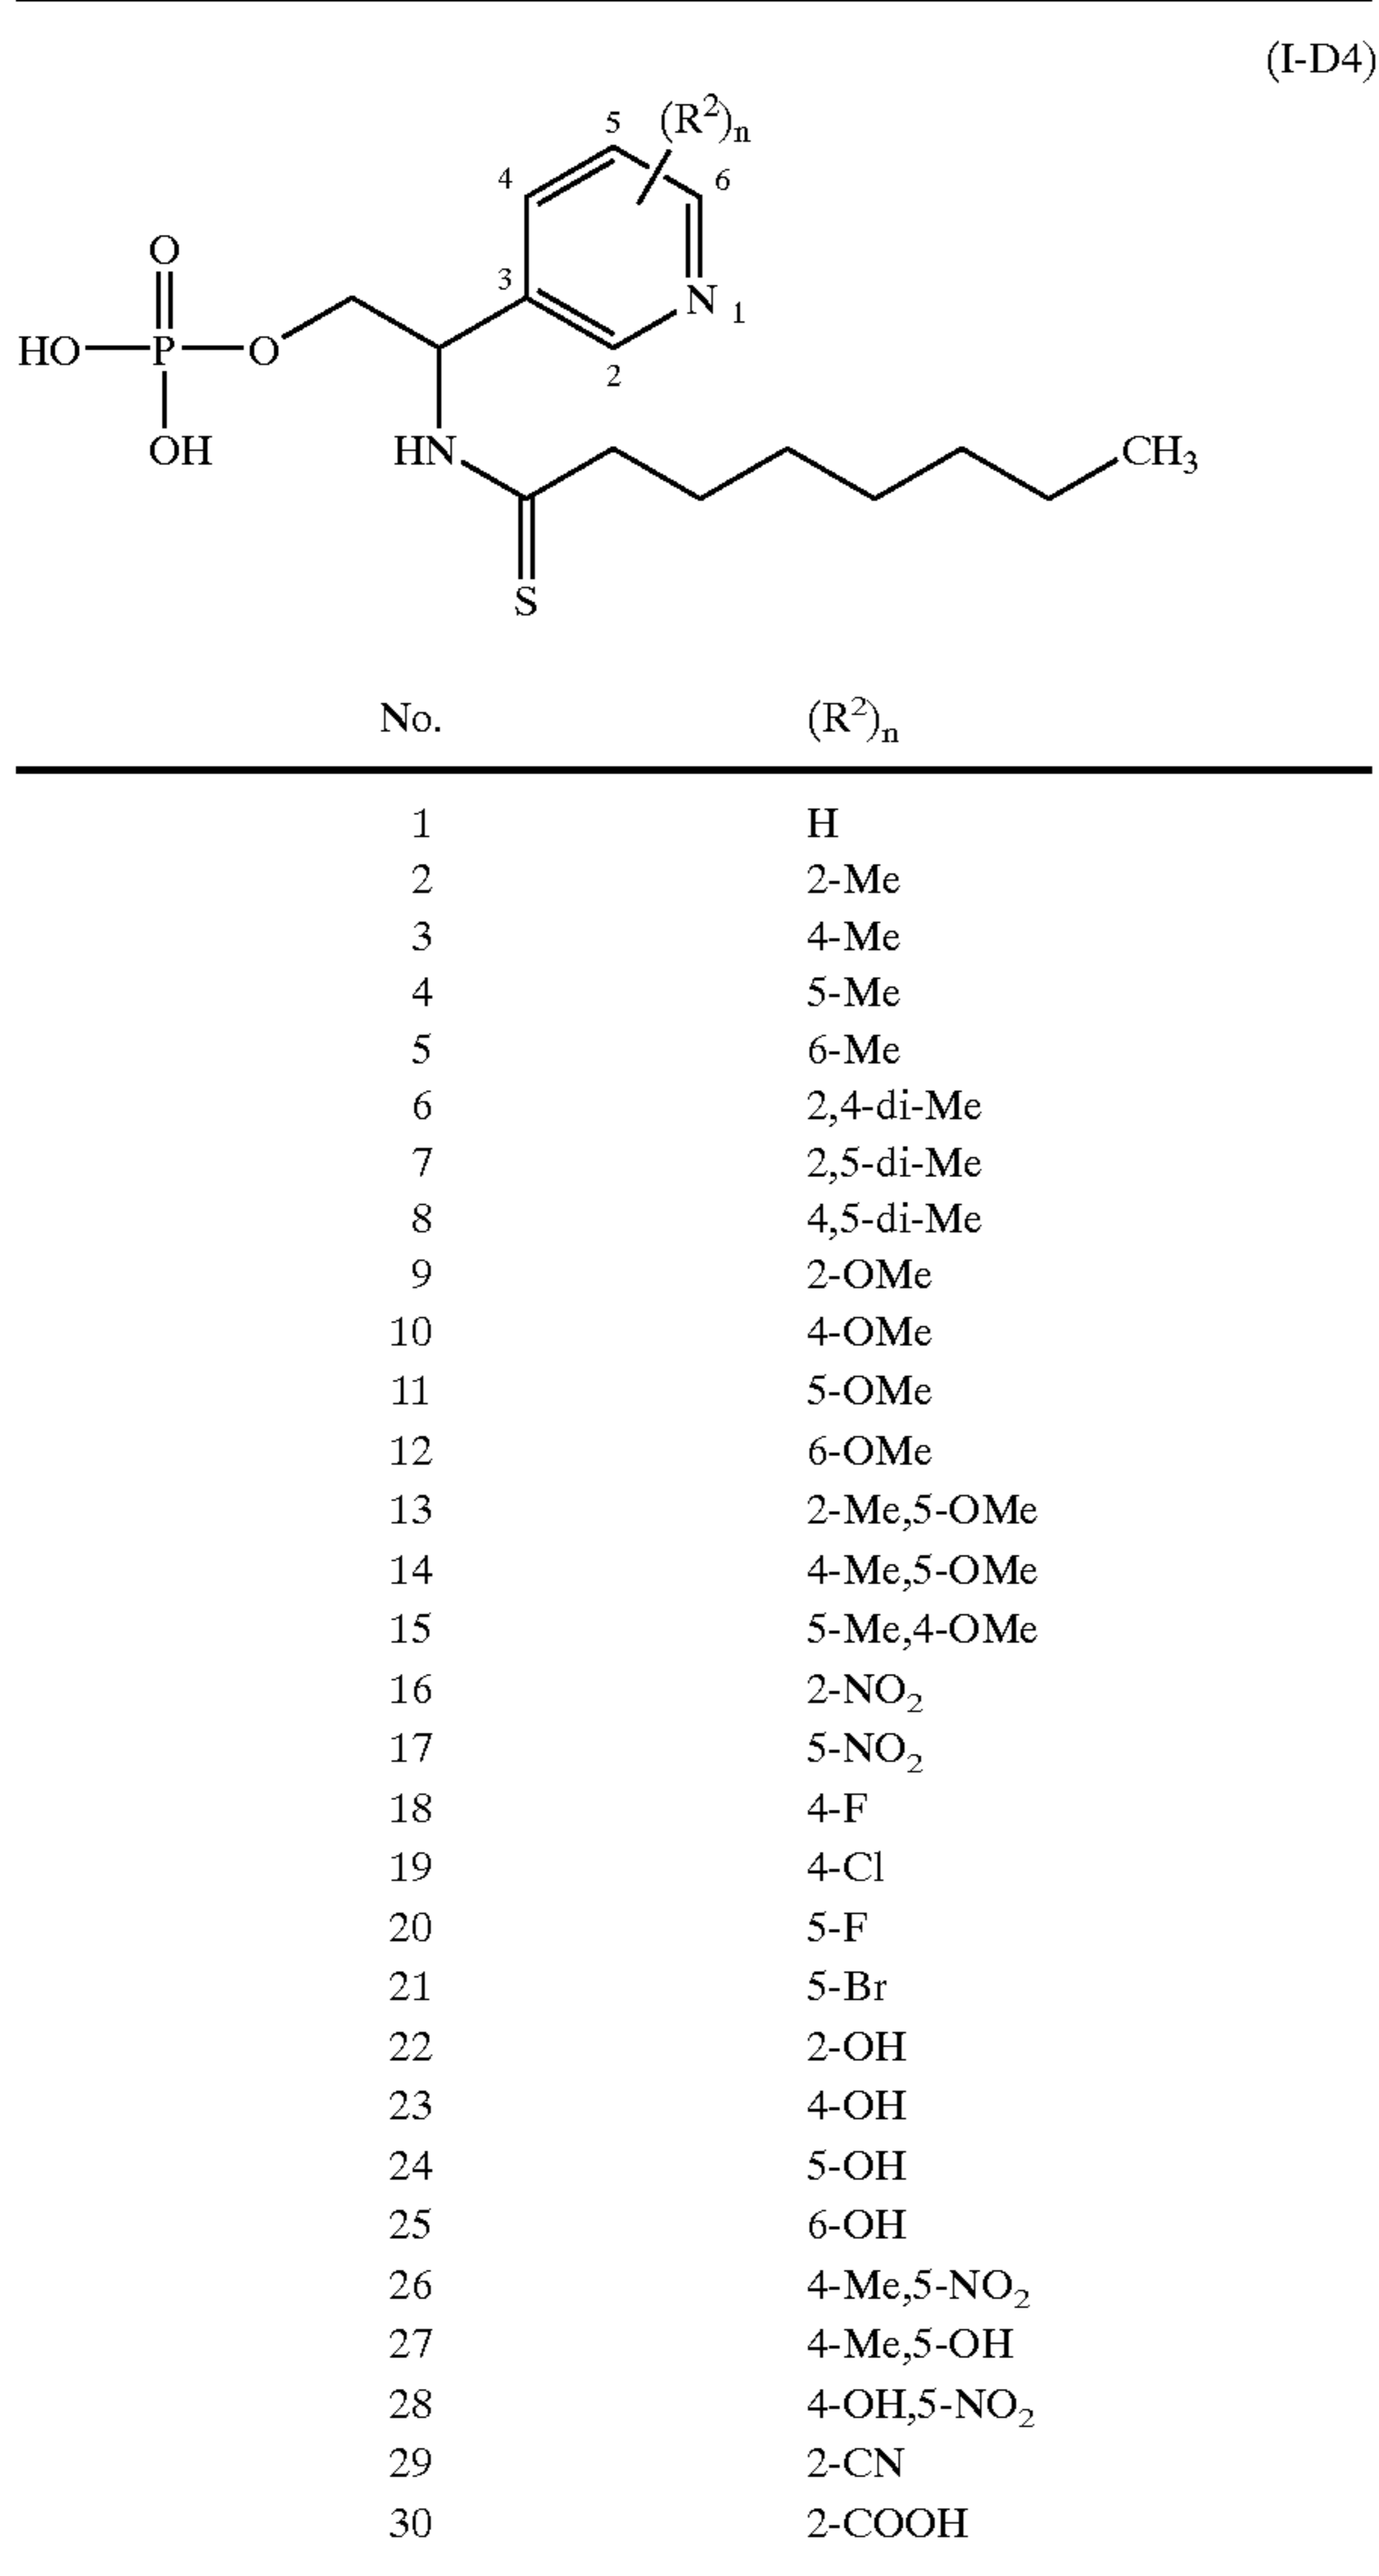 (I-D4)
5 (R²)ₙ
4 6
O
3 N 1
HO P O
2
OH HN CH₃
S
No. (R²)ₙ
1 H
2 2-Me
3 4-Me
4 5-Me
5 6-Me
6 2,4-di-Me
7 2,5-di-Me
8 4,5-di-Me
9 2-OMe
10 4-OMe
11 5-OMe
12 6-OMe
13 2-Me,5-OMe
14 4-Me,5-OMe
15 5-Me,4-OMe
16 2-NO₂
17 5-NO₂
18 4-F
19 4-Cl
20 5-F
21 5-Br
22 2-OH
23 4-OH
24 5-OH
25 6-OH
26 4-Me,5-NO₂
27 4-Me,5-OH
28 4-OH,5-NO₂
29 2-CN
30 2-COOH